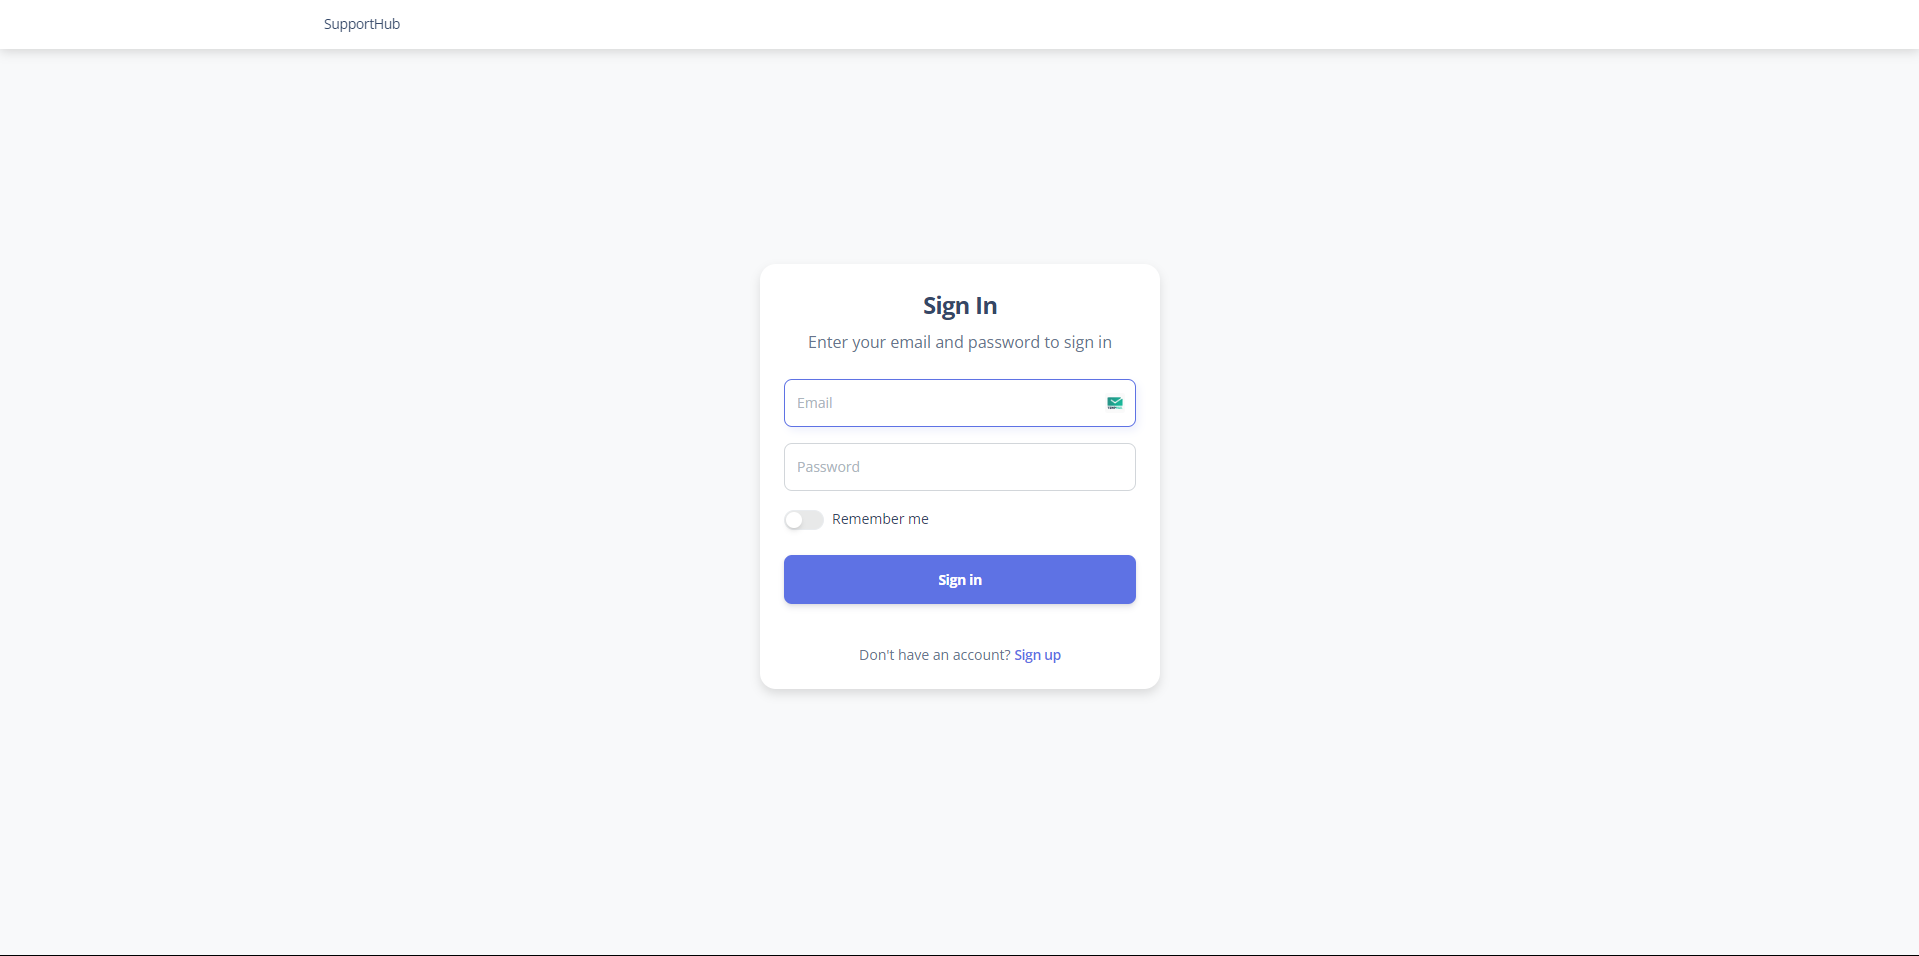 SupportHub
Sign In
Enter your email and password to sign in
Email
Password
Remember me
Sign in
Don't have an account? Sign up